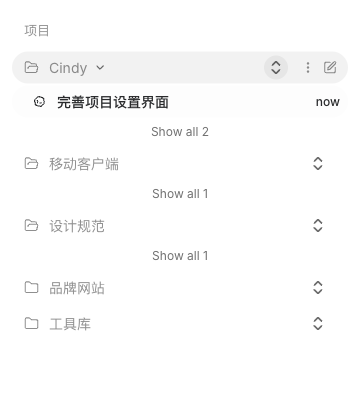 项目
Cindy
完善项目设置界面 now
Show all 2
移动客户端
Show all 1
设计规范
Show all 1
品牌网站
工具库